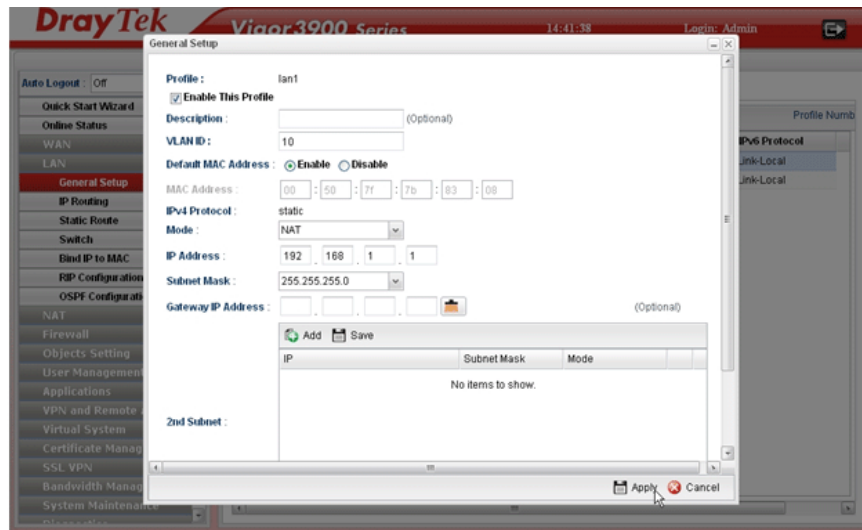 DrayTek Vigor3900 Series 14:41:38 Login: Admin
General Setup
Auto Logout : Off
Quick Start Wizard
Online Status
WAN
LAN
General Setup
IP Routing
Static Route
Switch
Bind IP to MAC
RIP Configuration
OSPF Configurati
NAT
Firewall
Objects Setting
User Management
Applications
VPN and Remote
Virtual System
Certificate Manag
SSL VPN
Bandwidth Manag
System Maintenance
Profile : lan1
Enable This Profile
Description : (Optional)
VLAN ID : 10
Default MAC Address : Enable Disable
MAC Address : 00 : 50 : 7f : 7b : 83 : 08
IPv4 Protocol : static
Mode : NAT
IP Address : 192 . 168 . 1 . 1
Subnet Mask : 255.255.255.0
Gateway IP Address : . . . (Optional)
Add Save
IP Subnet Mask Mode
No items to show.
2nd Subnet :
Apply Cancel
Profile Numb
IPv6 Protocol
Link-Local
Link-Local